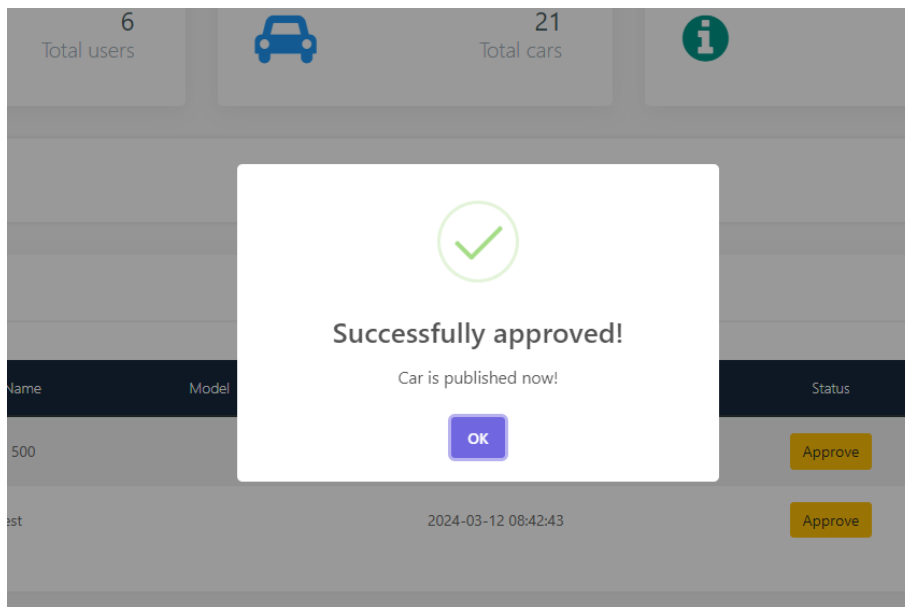 6
Total users
21
Total cars
Successfully approved!
Car is published now!
OK
Name Model Status
500 Approve
2024-03-12 08:42:43 Approve